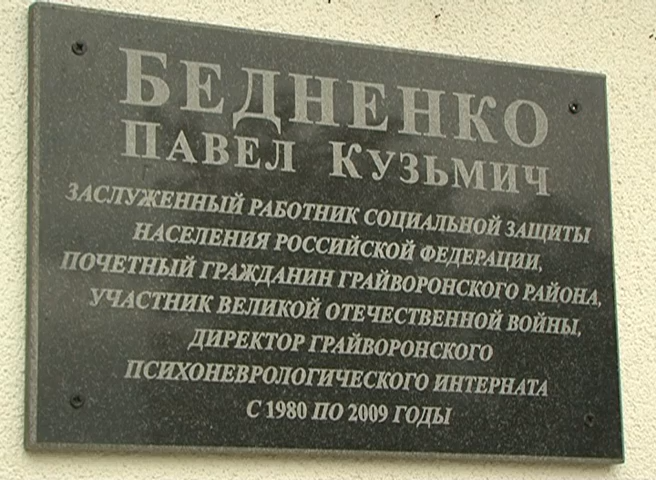 БЕДНЕНКО
ПАВЕЛ КУЗЬМИЧ
ЗАСЛУЖЕННЫЙ РАБОТНИК СОЦИАЛЬНОЙ ЗАЩИТЫ
НАСЕЛЕНИЯ РОССИЙСКОЙ ФЕДЕРАЦИИ,
ПОЧЕТНЫЙ ГРАЖДАНИН ГРАЙВОРОНСКОГО РАЙОНА,
УЧАСТНИК ВЕЛИКОЙ ОТЕЧЕСТВЕННОЙ ВОЙНЫ,
ДИРЕКТОР ГРАЙВОРОНСКОГО
ПСИХОНЕВРОЛОГИЧЕСКОГО ИНТЕРНАТА
С 1980 ПО 2009 ГОДЫ